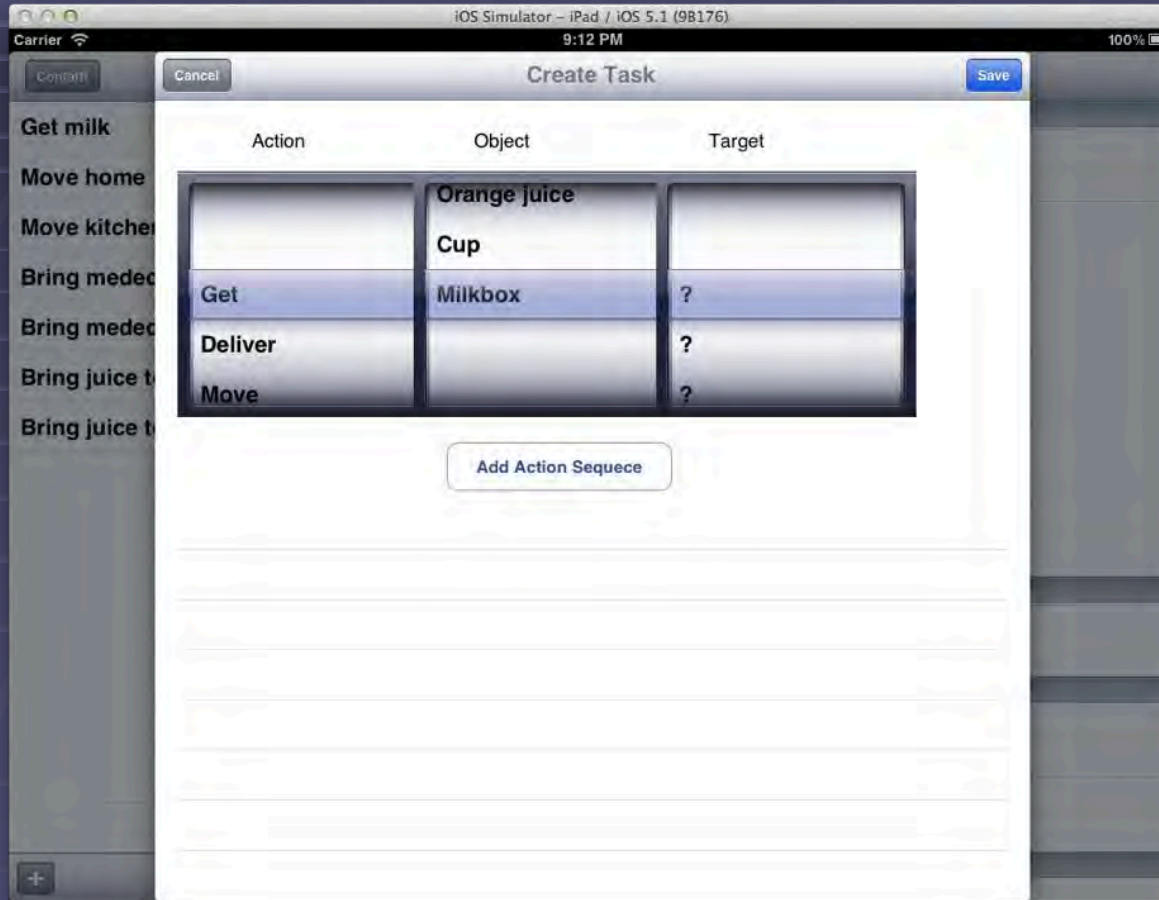 iOS Simulator – iPad / iOS 5.1 (9B176)
Carrier 9:12 PM 100%
Cancel Create Task Save
Get milk
Move home
Move kitchen
Bring medec
Bring medec
Bring juice t
Bring juice t
Action Object Target
Orange juice
Cup
Get Milkbox ?
Deliver ?
Move ?
Add Action Sequece
+